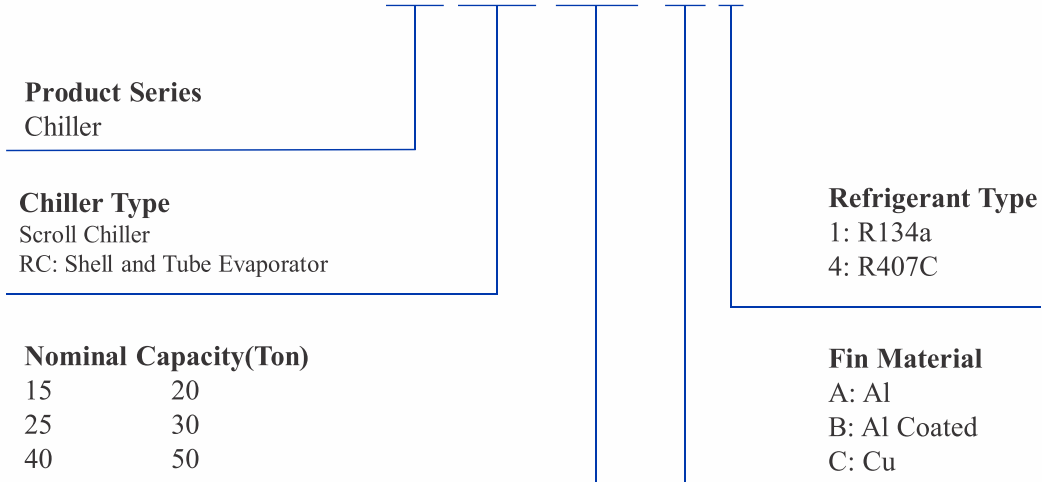 Product Series
Chiller
Chiller Type
Scroll Chiller
RC: Shell and Tube Evaporator
Nominal Capacity(Ton)
15 20
25 30
40 50
Refrigerant Type
1: R134a
4: R407C
Fin Material
A: Al
B: Al Coated
C: Cu